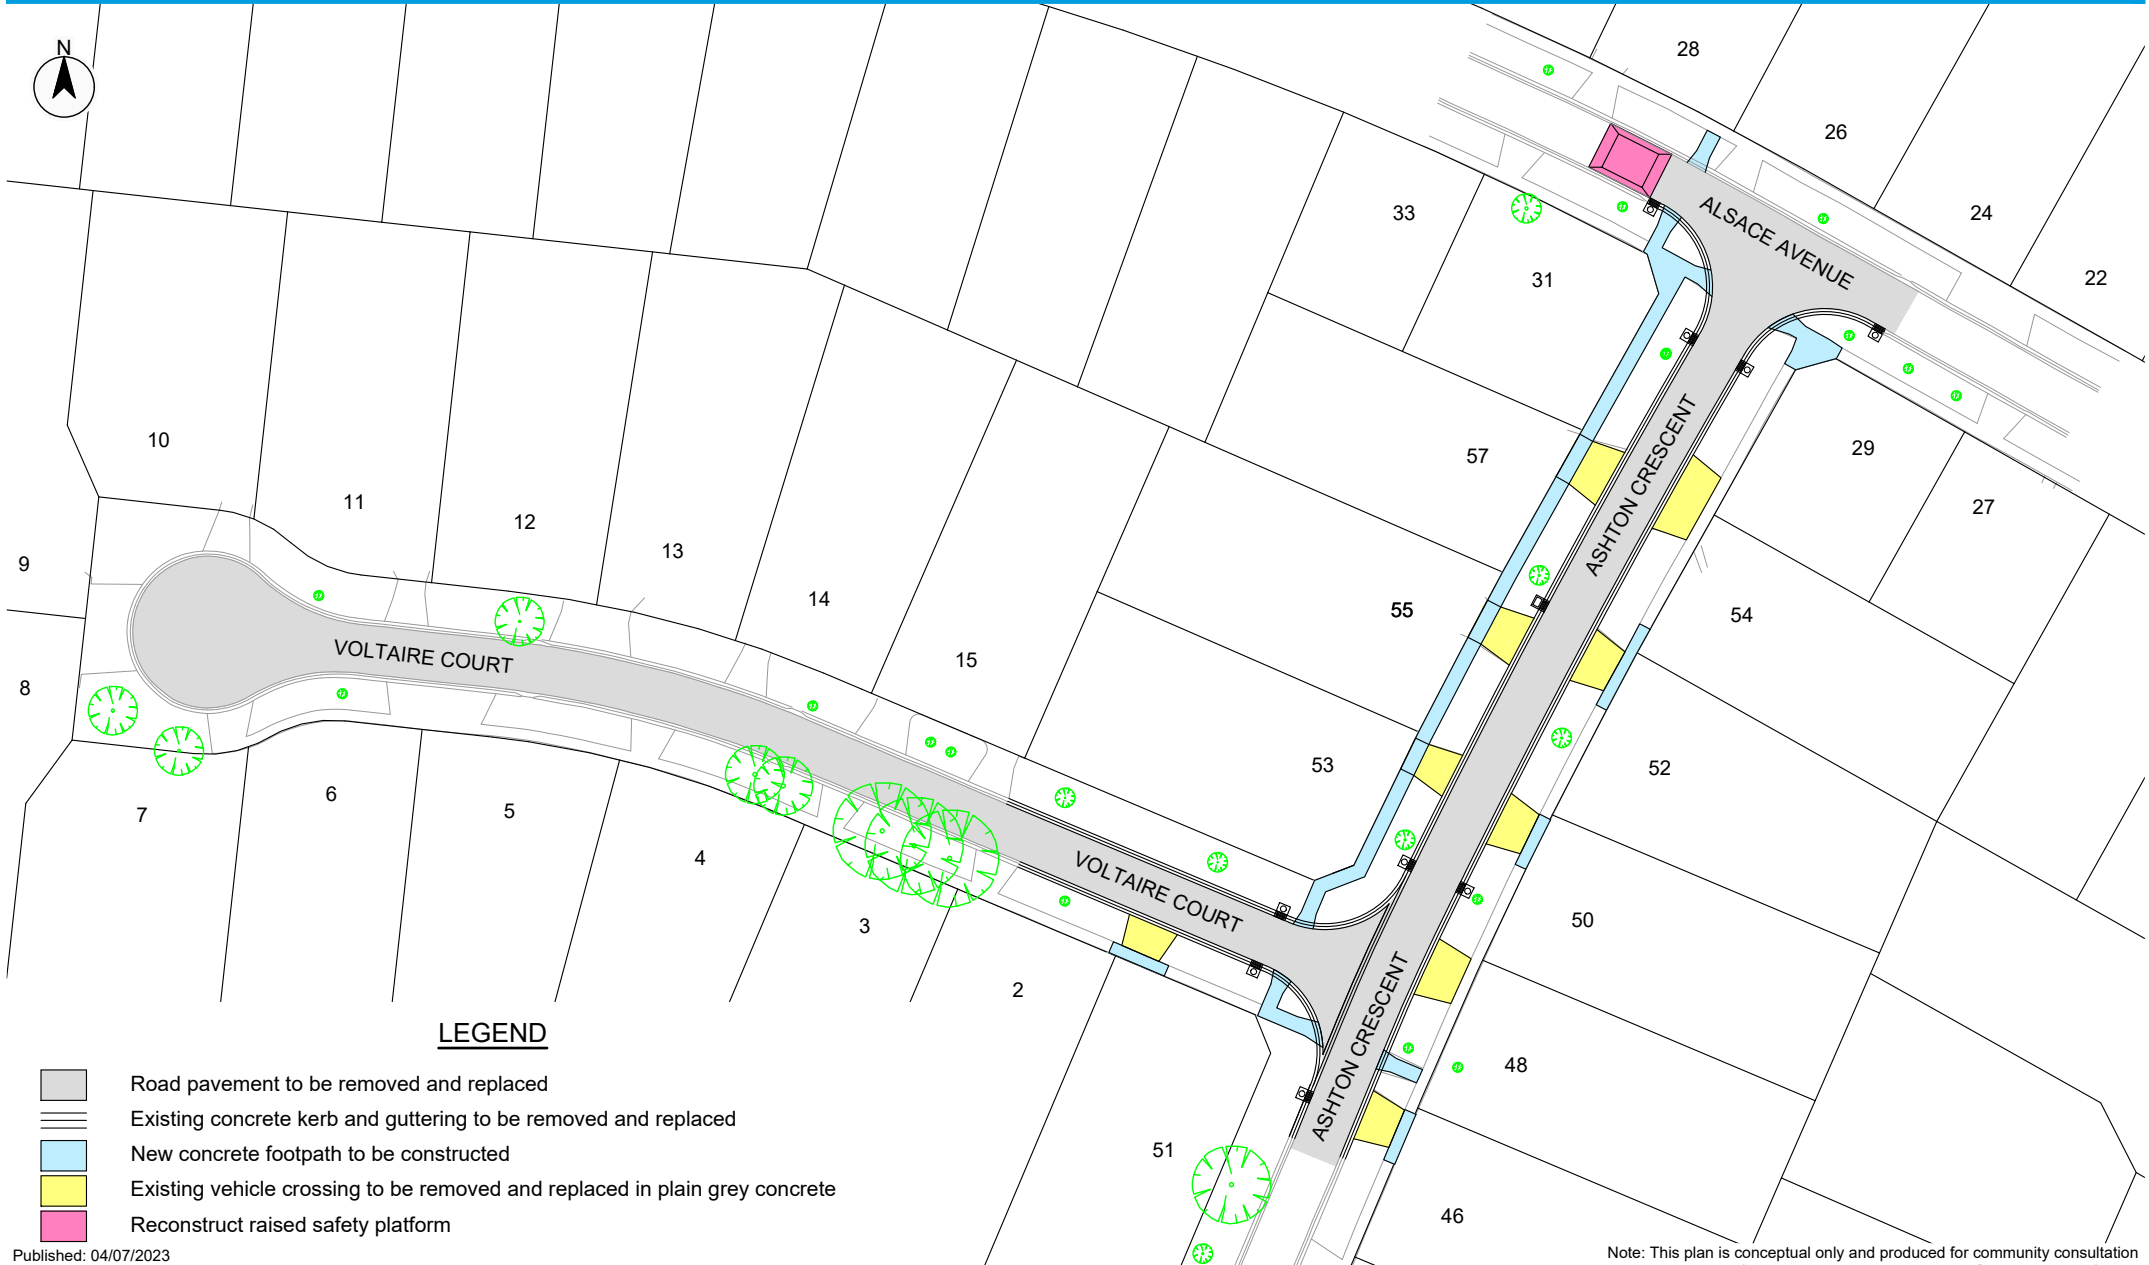 N
28
26
24
22
33
31
ALSACE AVENUE
10
11
12
13
14
15
9
8
57
55
53
29
27
54
52
50
48
46
ASHTON CRESCENT
VOLTAIRE COURT
VOLTAIRE COURT
ASHTON CRESCENT
7
6
5
4
3
2
51
LEGEND
Road pavement to be removed and replaced
Existing concrete kerb and guttering to be removed and replaced
New concrete footpath to be constructed
Existing vehicle crossing to be removed and replaced in plain grey concrete
Reconstruct raised safety platform
Published: 04/07/2023
Note: This plan is conceptual only and produced for community consultation